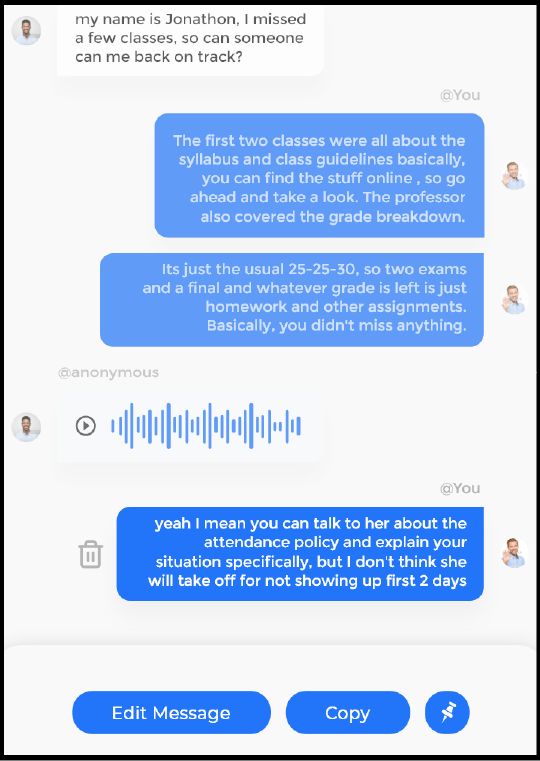 my name is Jonathon, I missed
a few classes, so can someone
can me back on track?
@You
The first two classes were all about the
syllabus and class guidelines basically,
you can find the stuff online , so go
ahead and take a look. The professor
also covered the grade breakdown.
Its just the usual 25-25-30, so two exams
and a final and whatever grade is left is just
homework and other assignments.
Basically, you didn't miss anything.
@anonymous
@You
yeah I mean you can talk to her about the
attendance policy and explain your
situation specifically, but I don't think she
will take off for not showing up first 2 days
Edit Message
Copy